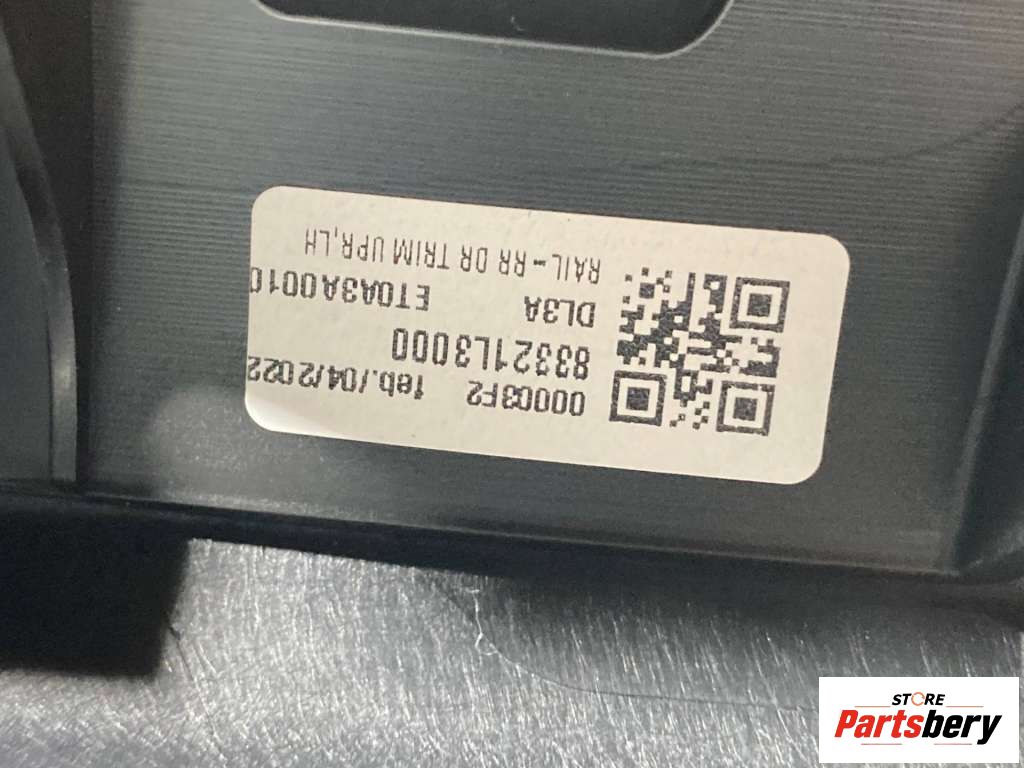 00003F2 feb./04/2022
83321L3000
DL3A ET0A3A0010
RAIL-RR DR TRIM UPR,LH
STORE
Partsbery